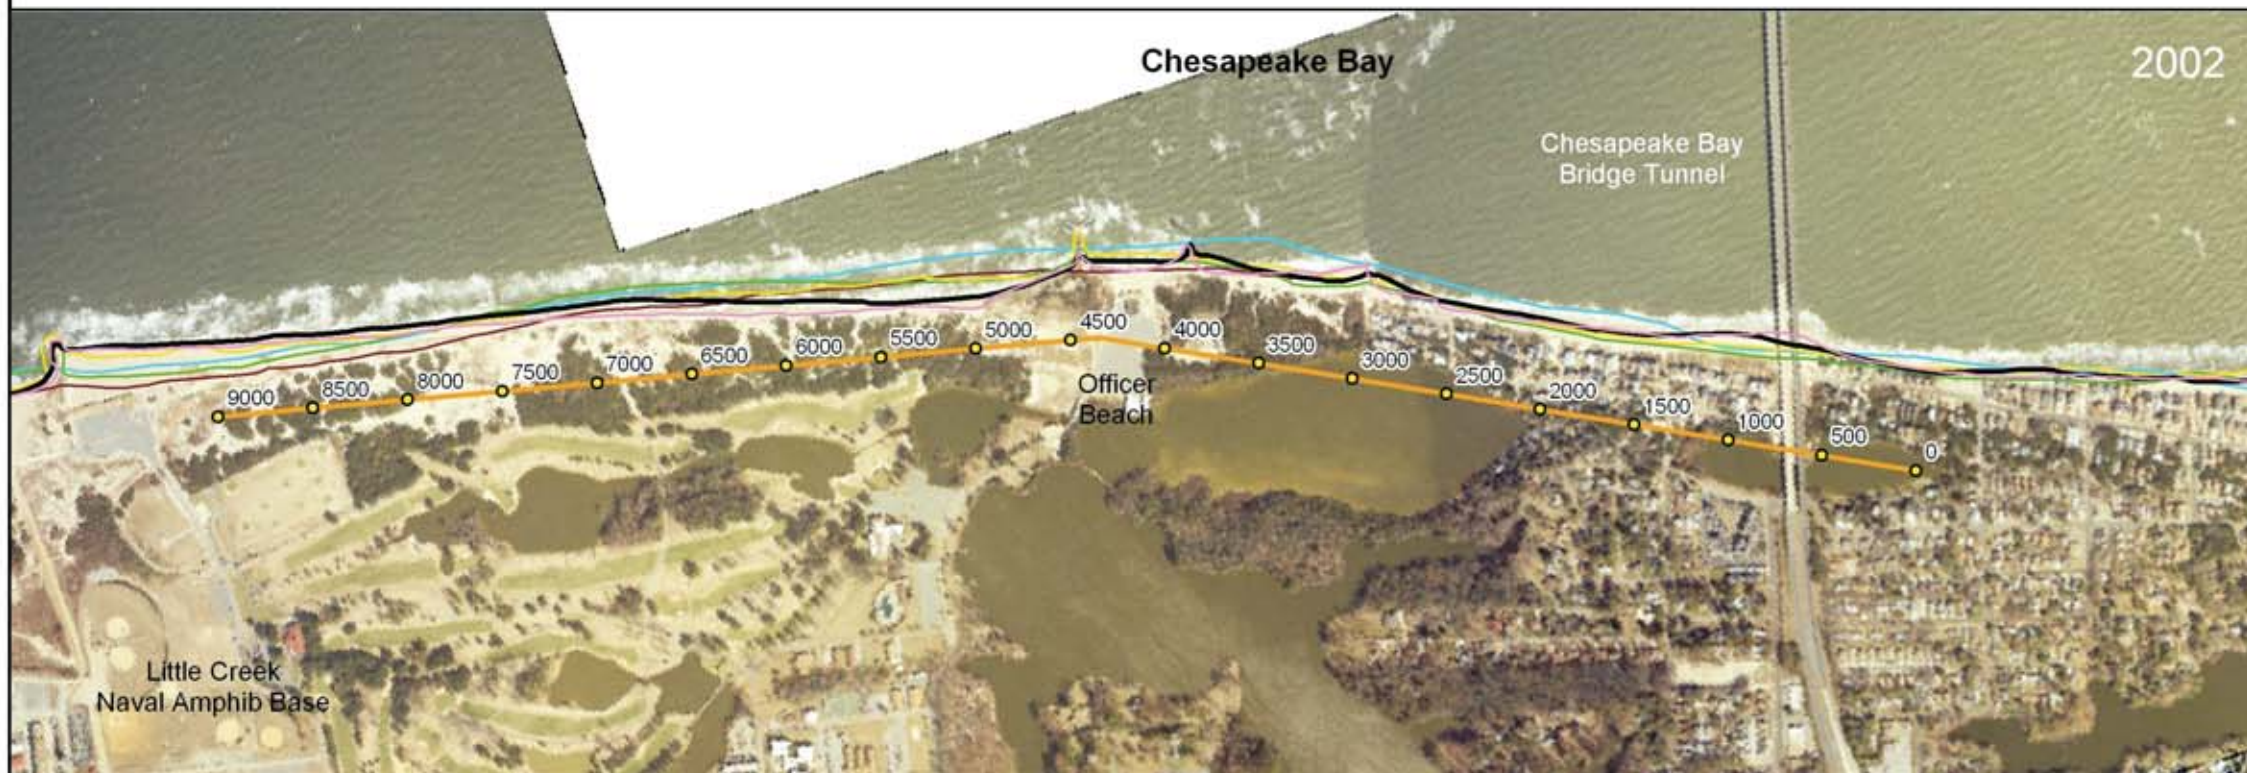 Chesapeake Bay
2002
Chesapeake Bay
Bridge Tunnel
9000
8500
8000
7500
7000
6500
6000
5500
5000
4500
4000
3500
3000
2500
2000
1500
1000
500
0
Officer
Beach
Little Creek
Naval Amphib Base